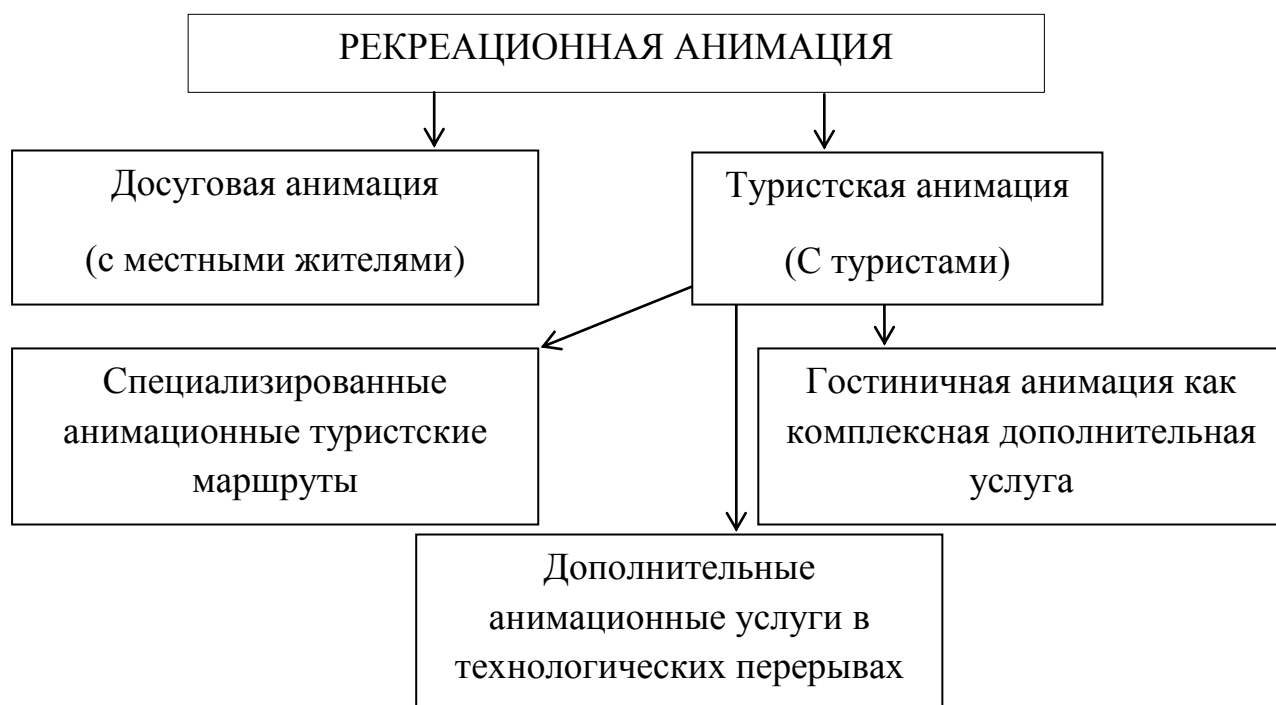 РЕКРЕАЦИОННАЯ АНИМАЦИЯ
Досуговая анимация
(с местными жителями)
Туристская анимация
(С туристами)
Специализированные
анимационные туристские
маршруты
Гостиничная анимация как
комплексная дополнительная
услуга
Дополнительные
анимационные услуги в
технологических перерывах